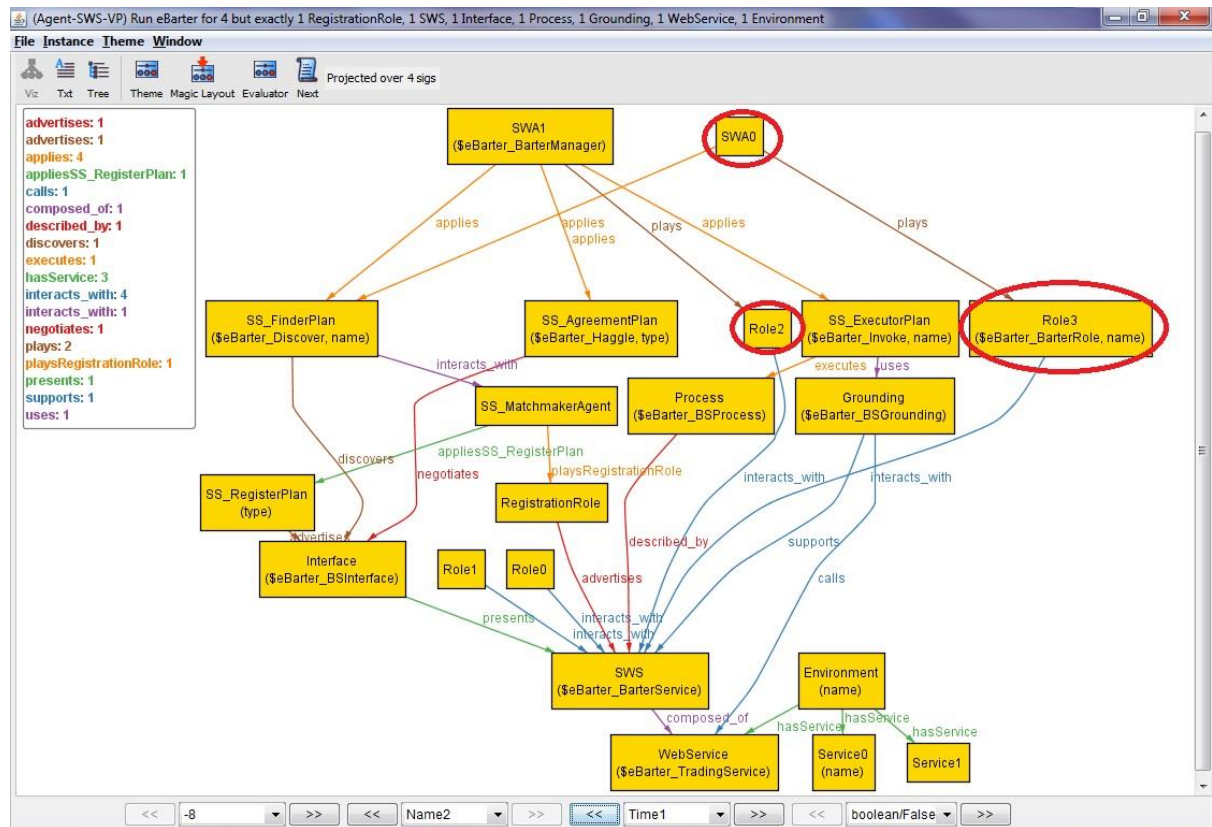 (Agent-SWS-VP) Run eBarter for 4 but exactly 1 RegistrationRole, 1 SWS, 1 Interface, 1 Process, 1 Grounding, 1 WebService, 1 Environment
File Instance Theme Window
Viz Txt Tree Theme Magic Layout Evaluator Next Projected over 4 sigs
advertises: 1
advertises: 1
applies: 4
appliesSS_RegisterPlan: 1
calls: 1
composed_of: 1
described_by: 1
discovers: 1
executes: 1
hasService: 3
interacts_with: 4
interacts_with: 1
negotiates: 1
plays: 2
playsRegistrationRole: 1
presents: 1
supports: 1
uses: 1
SWA1
($eBarter_BarterManager)
SWA0
applies
applies
applies
plays
applies
plays
SS_FinderPlan
($eBarter_Discover, name)
SS_AgreementPlan
($eBarter_Haggle, type)
Role2
SS_ExecutorPlan
($eBarter_Invoke, name)
Role3
($eBarter_BarterRole, name)
interacts_with
executes
uses
SS_MatchmakerAgent
Process
($eBarter_BSProcess)
Grounding
($eBarter_BSGrounding)
appliesSS_RegisterPlan
discovers
negotiates
playsRegistrationRole
interacts_with
interacts_with
SS_RegisterPlan
(type)
RegistrationRole
advertises
described_by
supports
Interface
($eBarter_BSInterface)
Role1
Role0
advertises
calls
presents
interacts_with
interacts_with
SWS
($eBarter_BarterService)
Environment
(name)
composed_of
hasService
hasService
hasService
WebService
($eBarter_TradingService)
Service0
(name)
Service1
<< -8 >> << Name2 >> << Time1 >> << boolean/False >>